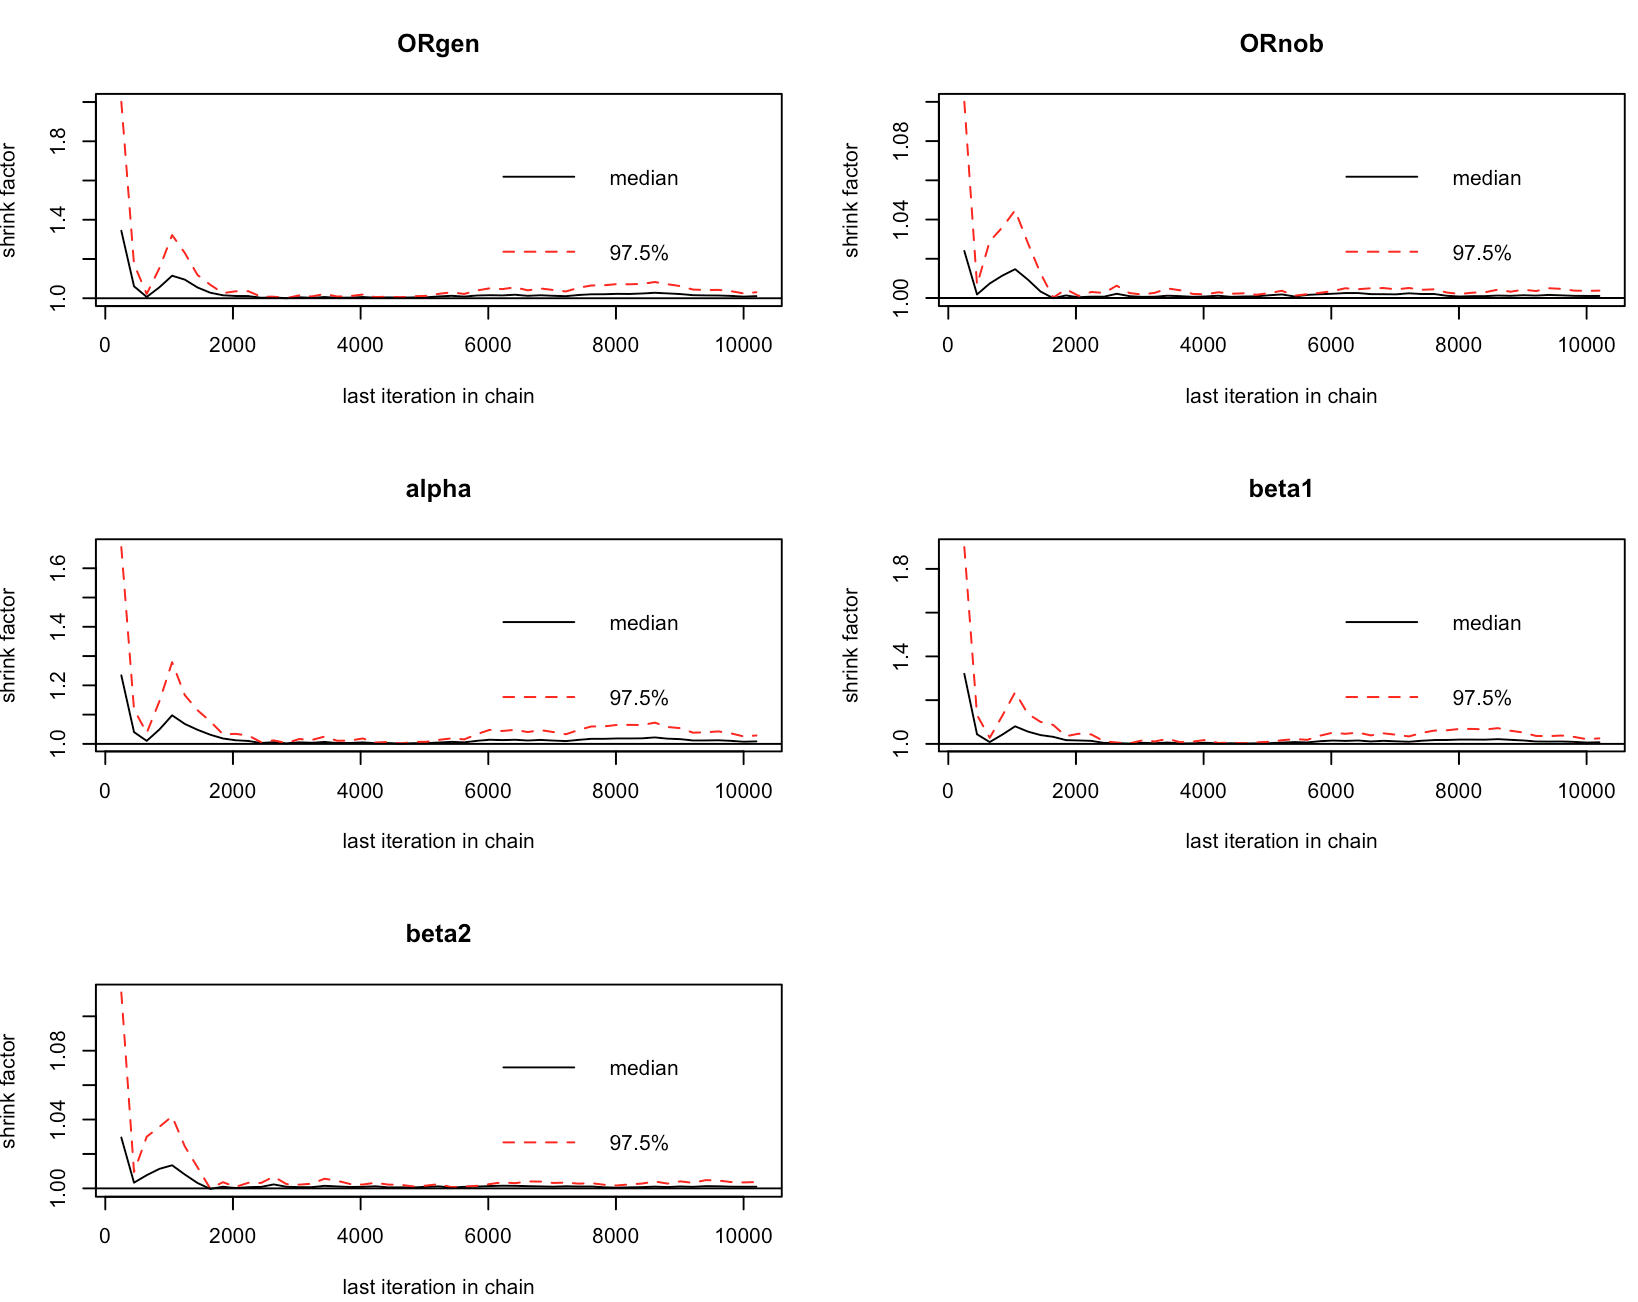 ORgen
shrink factor
1.0 1.4 1.8
median
97.5%
0 2000 4000 6000 8000 10000
last iteration in chain
ORnob
shrink factor
1.00 1.04 1.08
median
97.5%
0 2000 4000 6000 8000 10000
last iteration in chain
alpha
shrink factor
1.0 1.2 1.4 1.6
median
97.5%
0 2000 4000 6000 8000 10000
last iteration in chain
beta1
shrink factor
1.0 1.4 1.8
median
97.5%
0 2000 4000 6000 8000 10000
last iteration in chain
beta2
shrink factor
1.00 1.04 1.08
median
97.5%
0 2000 4000 6000 8000 10000
last iteration in chain